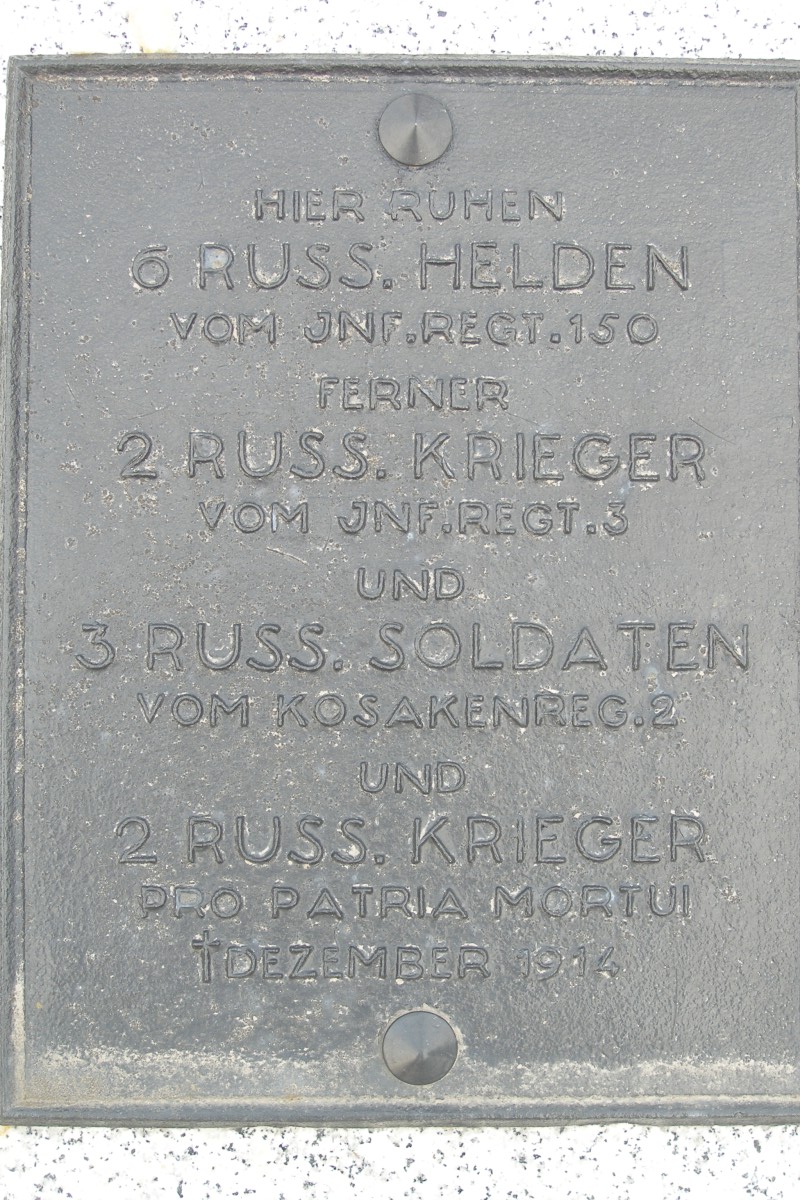 HIER RUHEN
6 RUSS. HELDEN
VOM JNF.REGT.150
FERNER
2 RUSS. KRIEGER
VOM JNF.REGT.3
UND
3 RUSS. SOLDATEN
VOM KOSAKENREG.2
UND
2 RUSS. KRIEGER
PRO PATRIA MORTUI
†DEZEMBER 1914